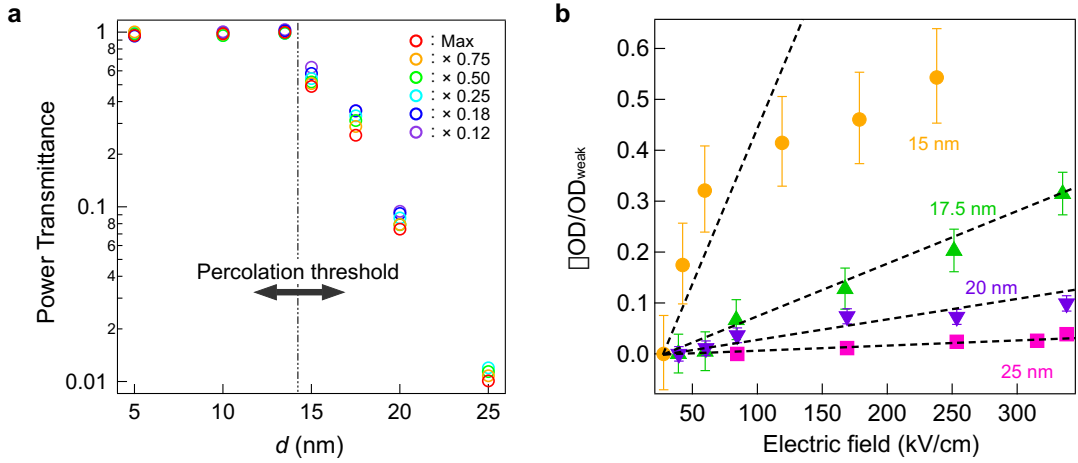 a
Power Transmittance
1
8
6
4
2
0.1
8
6
4
2
0.01
: Max
: × 0.75
: × 0.50
: × 0.25
: × 0.18
: × 0.12
Percolation threshold
5
10
15
20
25
d (nm)
b
▯OD/OD_weak
0.6
0.5
0.4
0.3
0.2
0.1
0.0
15 nm
17.5 nm
20 nm
25 nm
50
100
150
200
250
300
Electric field (kV/cm)